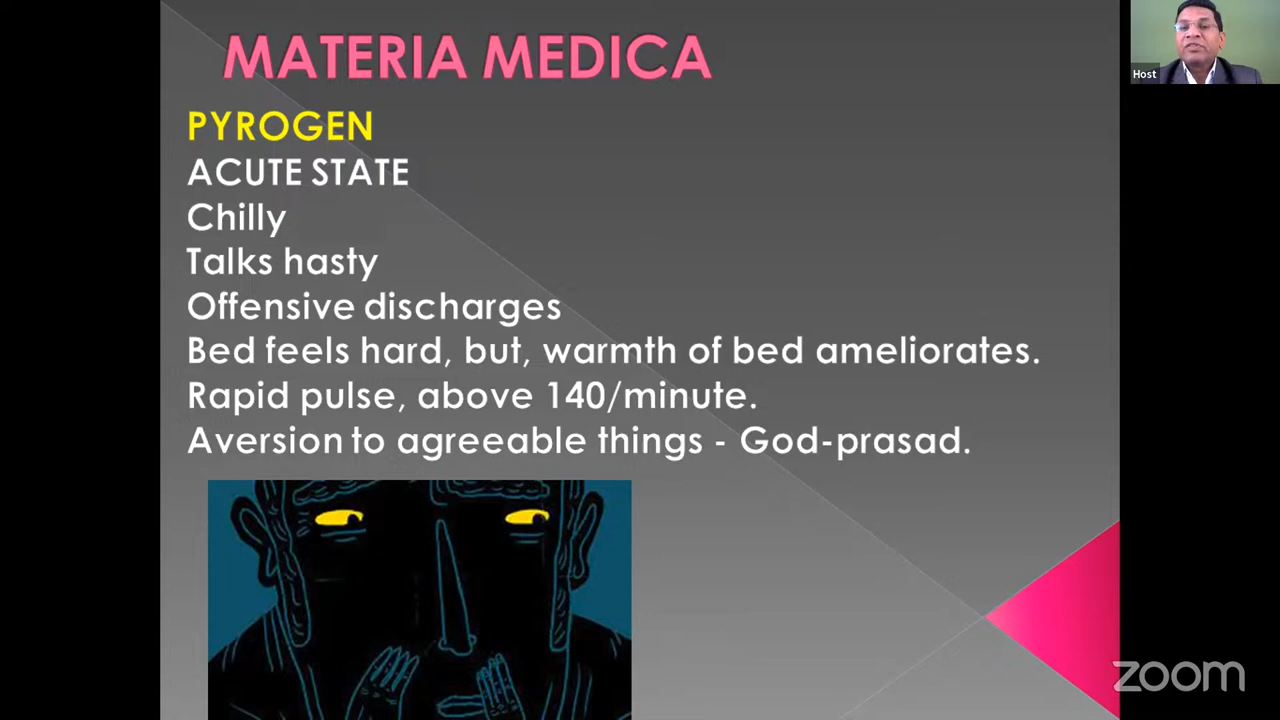 MATERIA MEDICA
Host
PYROGEN
ACUTE STATE
Chilly
Talks hasty
Offensive discharges
Bed feels hard, but, warmth of bed ameliorates.
Rapid pulse, above 140/minute.
Aversion to agreeable things - God-prasad.
zoom